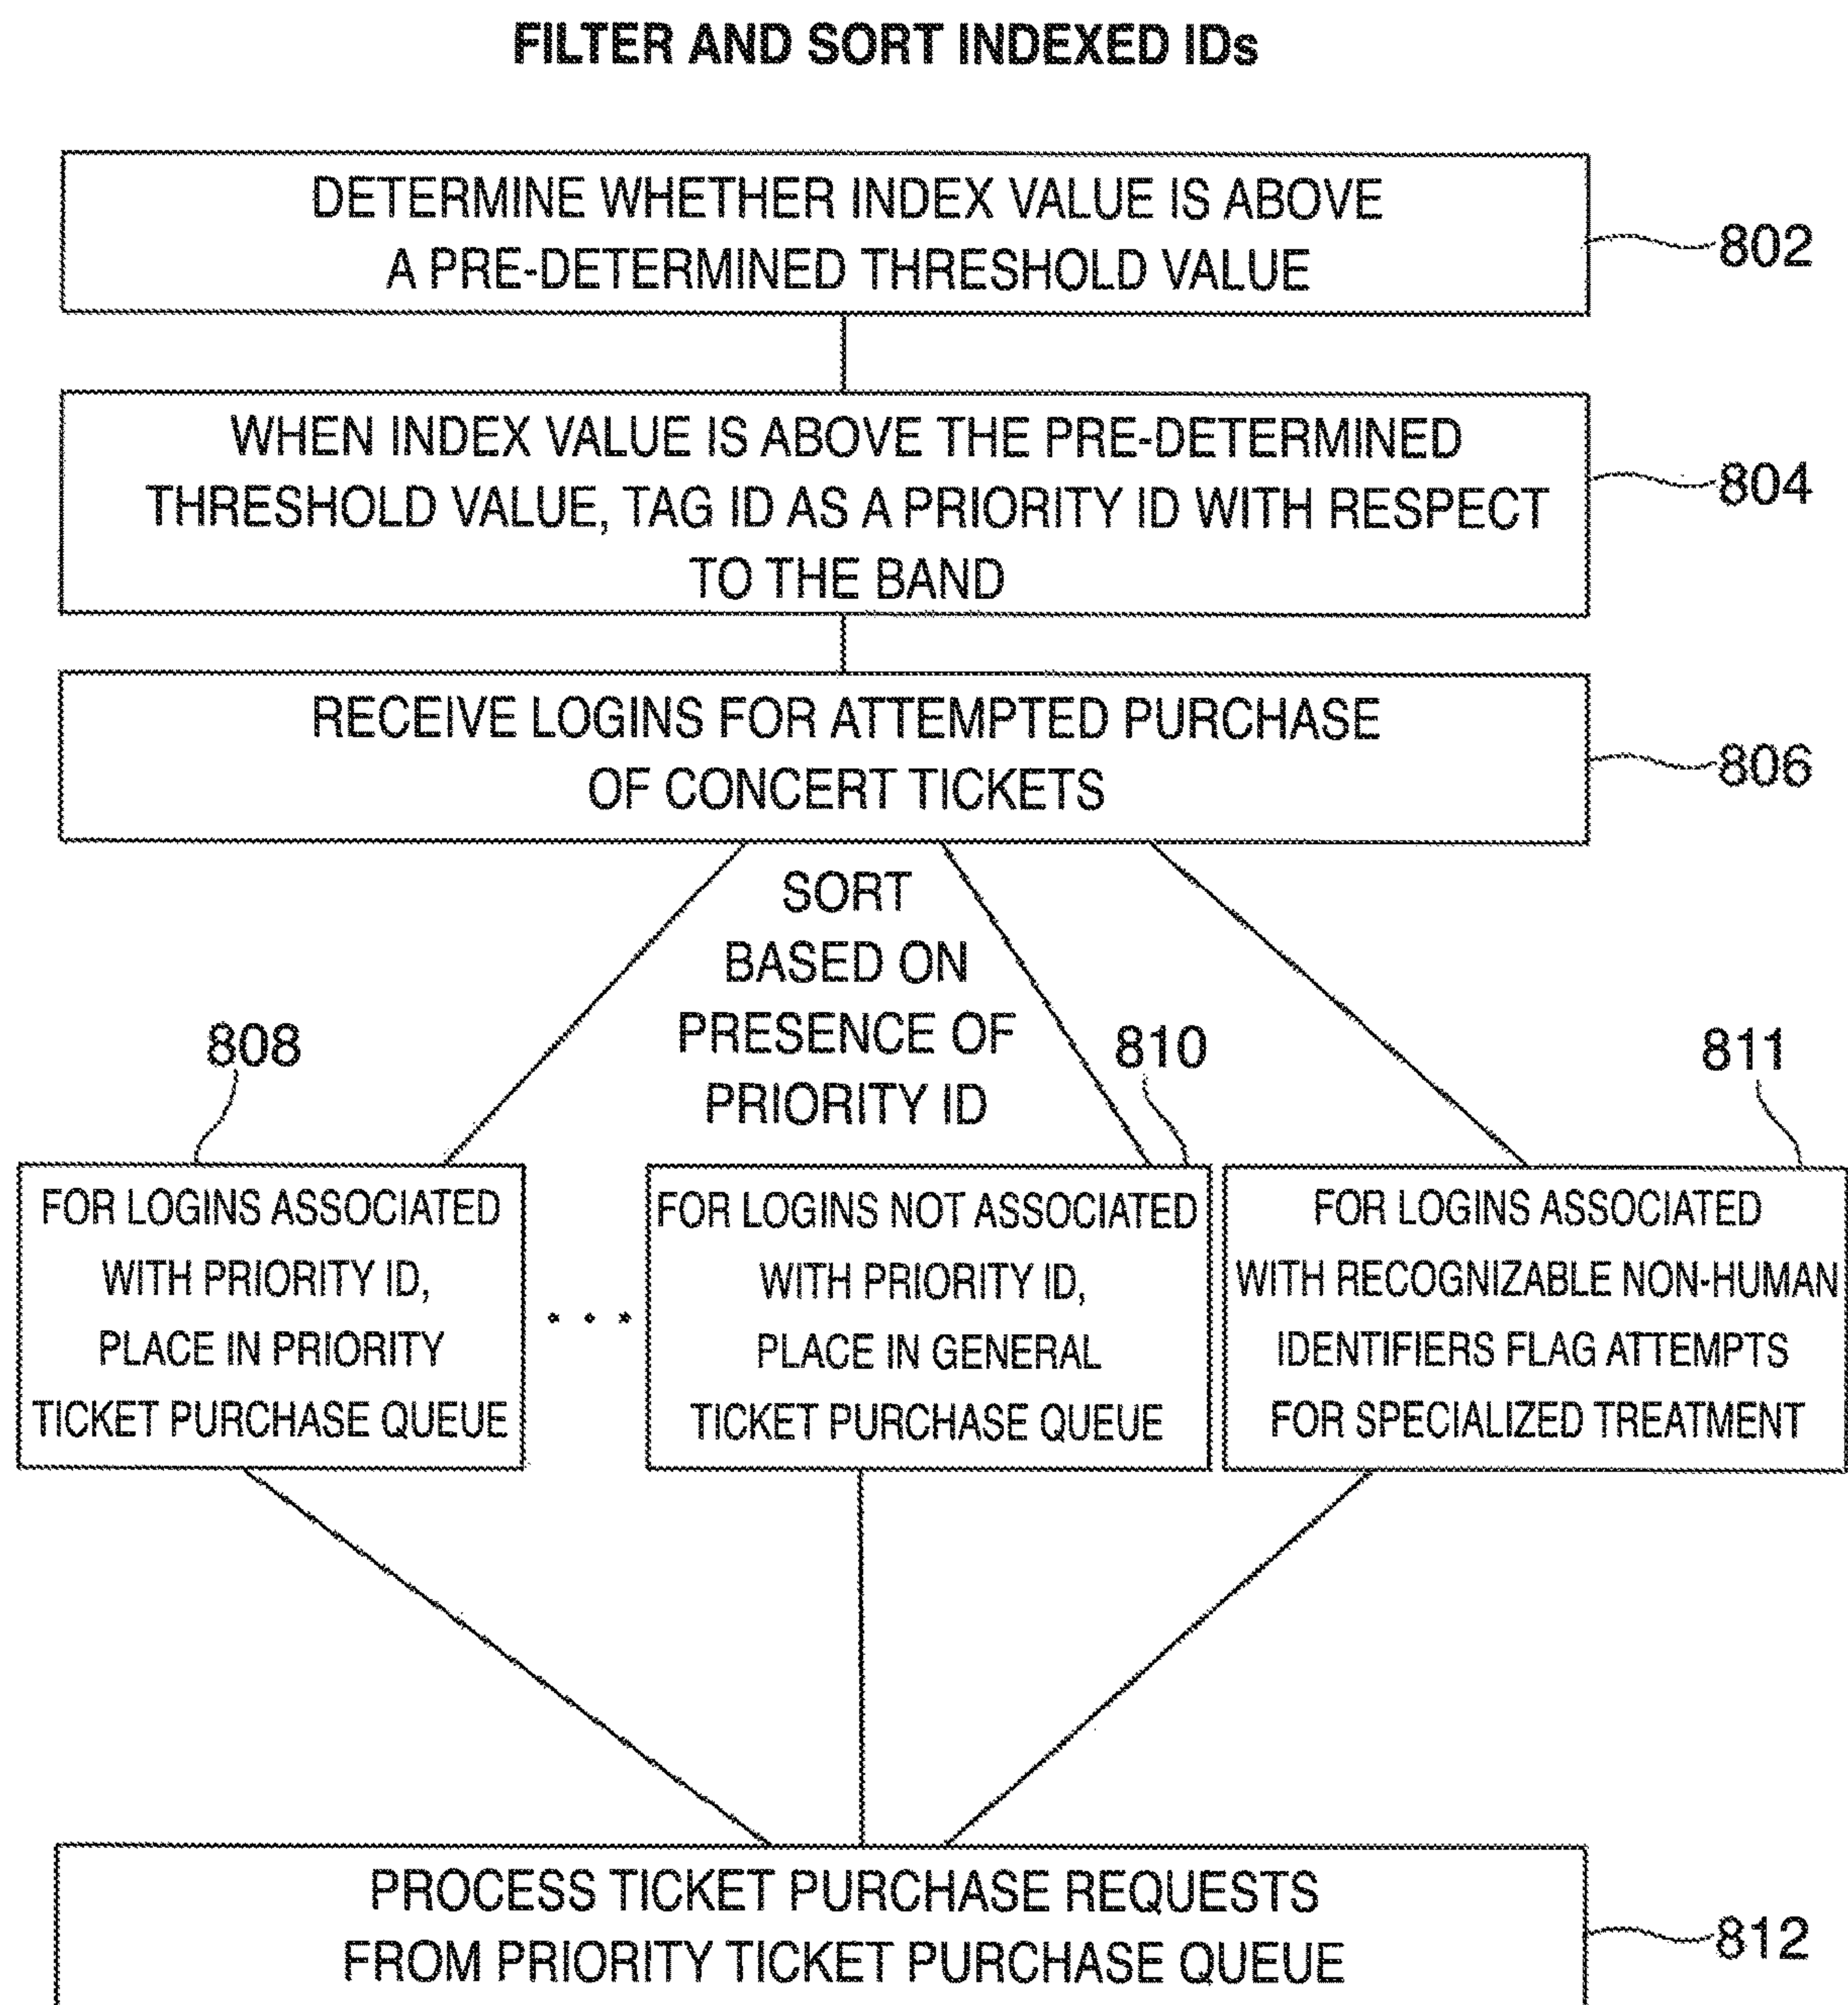 FILTER AND SORT INDEXED IDs
DETERMINE WHETHER INDEX VALUE IS ABOVE
A PRE-DETERMINED THRESHOLD VALUE
802
WHEN INDEX VALUE IS ABOVE THE PRE-DETERMINED
THRESHOLD VALUE, TAG ID AS A PRIORITY ID WITH RESPECT
TO THE BAND
804
RECEIVE LOGINS FOR ATTEMPTED PURCHASE
OF CONCERT TICKETS
806
SORT
BASED ON
PRESENCE OF
PRIORITY ID
808
FOR LOGINS ASSOCIATED
WITH PRIORITY ID,
PLACE IN PRIORITY
TICKET PURCHASE QUEUE
. . .
810
FOR LOGINS NOT ASSOCIATED
WITH PRIORITY ID,
PLACE IN GENERAL
TICKET PURCHASE QUEUE
811
FOR LOGINS ASSOCIATED
WITH RECOGNIZABLE NON-HUMAN
IDENTIFIERS FLAG ATTEMPTS
FOR SPECIALIZED TREATMENT
PROCESS TICKET PURCHASE REQUESTS
FROM PRIORITY TICKET PURCHASE QUEUE
812